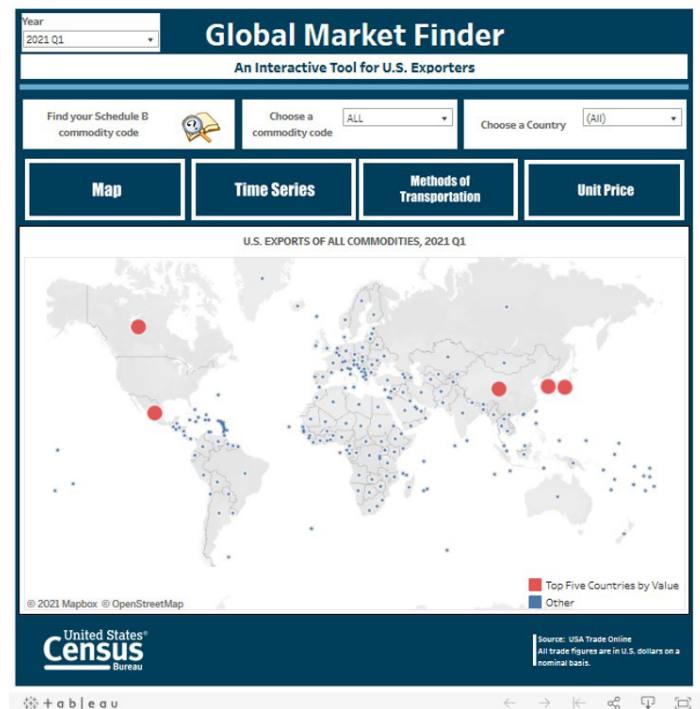 Year
2021 Q1
Global Market Finder
An Interactive Tool for U.S. Exporters
Find your Schedule B
commodity code
Choose a
commodity code
ALL
Choose a Country
(All)
Map
Time Series
Methods of
Transportation
Unit Price
U.S. EXPORTS OF ALL COMMODITIES, 2021 Q1
Top Five Countries by Value
Other
© 2021 Mapbox © OpenStreetMap
United States®
Census
Bureau
Source: USA Trade Online
All trade figures are in U.S. dollars on a
nominal basis.
+ableau